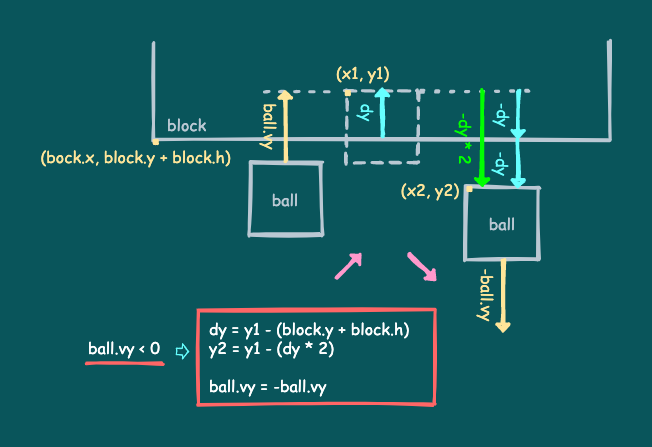 (x1, y1)
ball.vy
dy
-dy * 2
-dy
block
(bock.x, block.y + block.h)
-dy
(x2, y2)
ball
ball
-ball.vy
ball.vy < 0
dy = y1 - (block.y + block.h)
y2 = y1 - (dy * 2)
ball.vy = -ball.vy